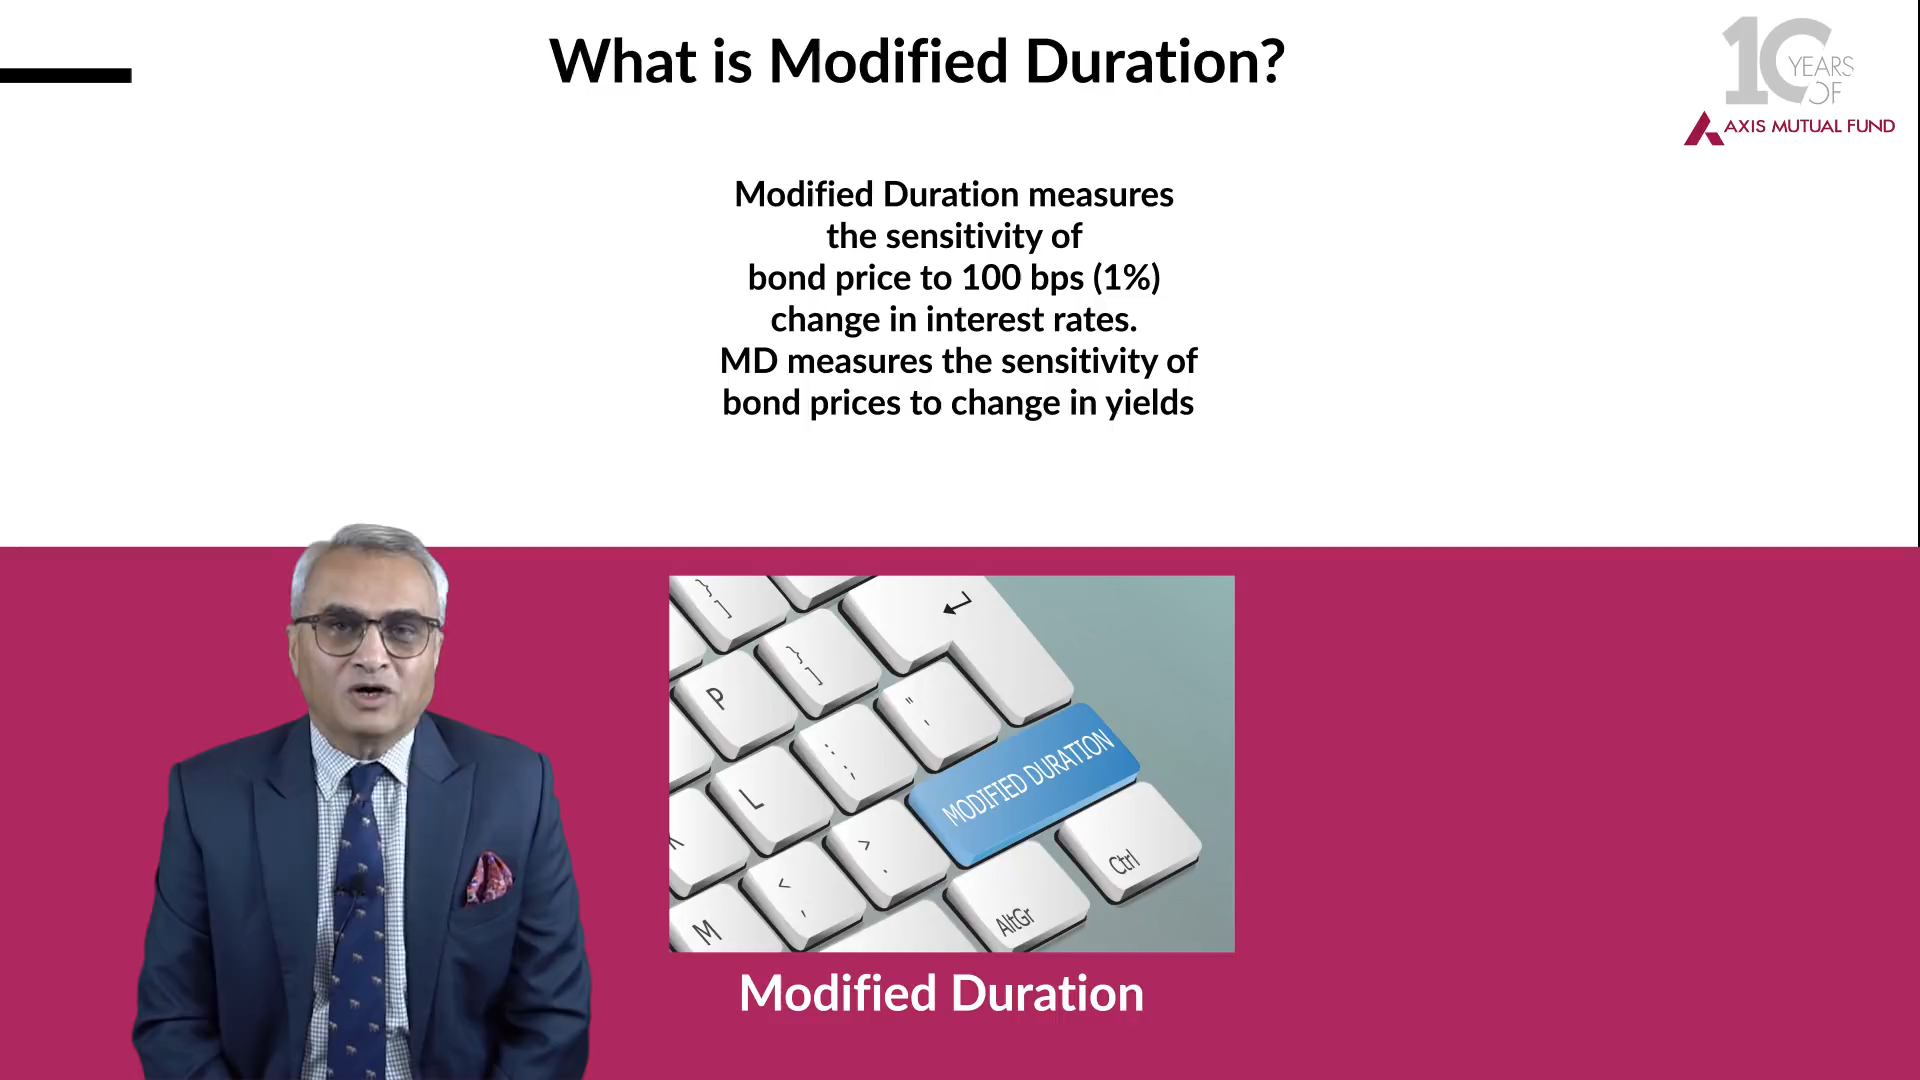 What is Modified Duration?
10 YEARS
OF
AXIS MUTUAL FUND
Modified Duration measures
the sensitivity of
bond price to 100 bps (1%)
change in interest rates.
MD measures the sensitivity of
bond prices to change in yields
} ]
} ]
P
" '
: ;
L
MODIFIED DURATION
K
> .
< ,
Ctrl
M
AltGr
Modified Duration